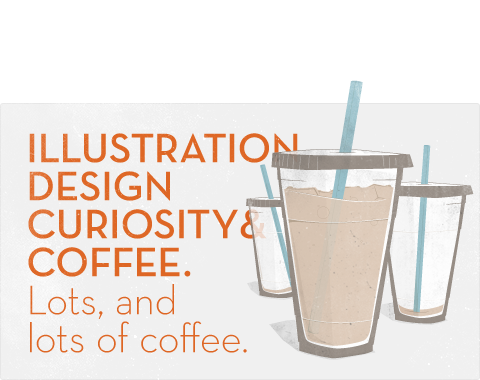 ILLUSTRATION
DESIGN
CURIOSITY&
COFFEE.
Lots, and
lots of coffee.